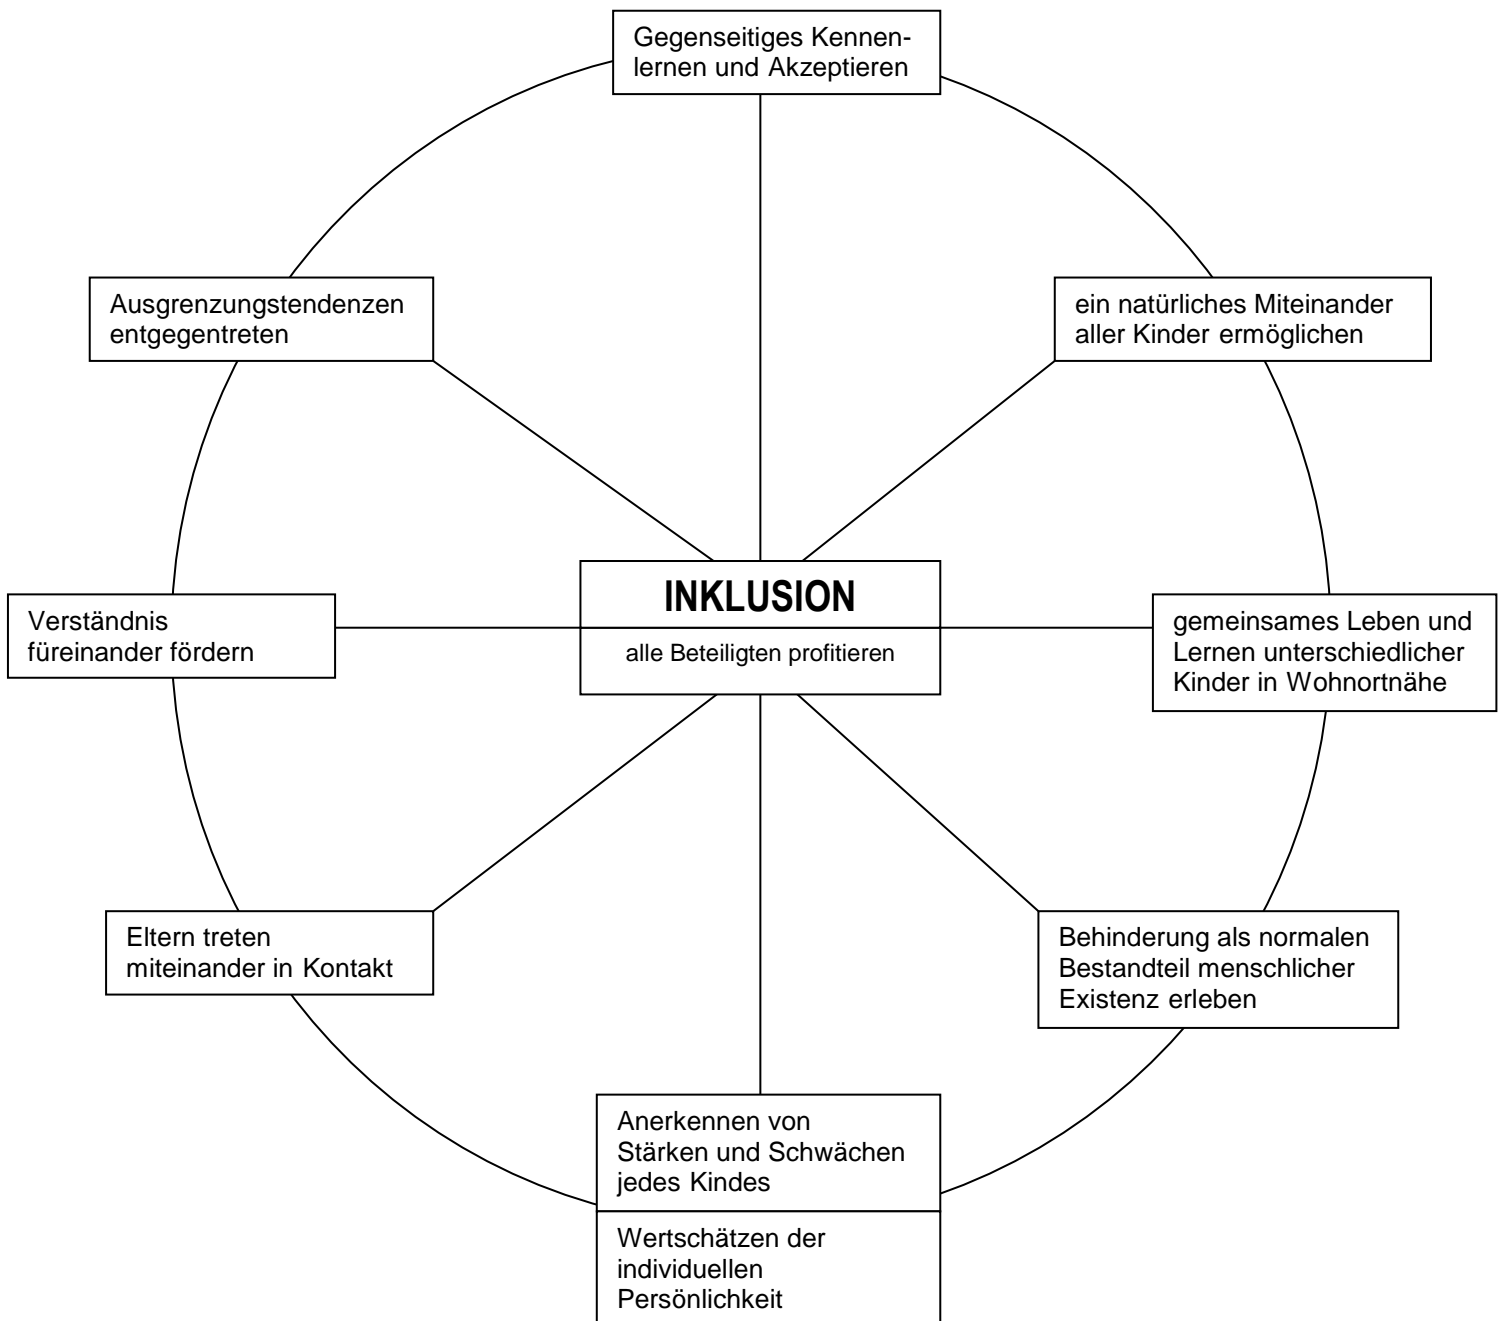 Gegenseitiges Kennen-
lernen und Akzeptieren
Ausgrenzungstendenzen
entgegentreten
ein natürliches Miteinander
aller Kinder ermöglichen
INKLUSION
alle Beteiligten profitieren
Verständnis
füreinander fördern
gemeinsames Leben und
Lernen unterschiedlicher
Kinder in Wohnortnähe
Eltern treten
miteinander in Kontakt
Behinderung als normalen
Bestandteil menschlicher
Existenz erleben
Anerkennen von
Stärken und Schwächen
jedes Kindes
Wertschätzen der
individuellen
Persönlichkeit